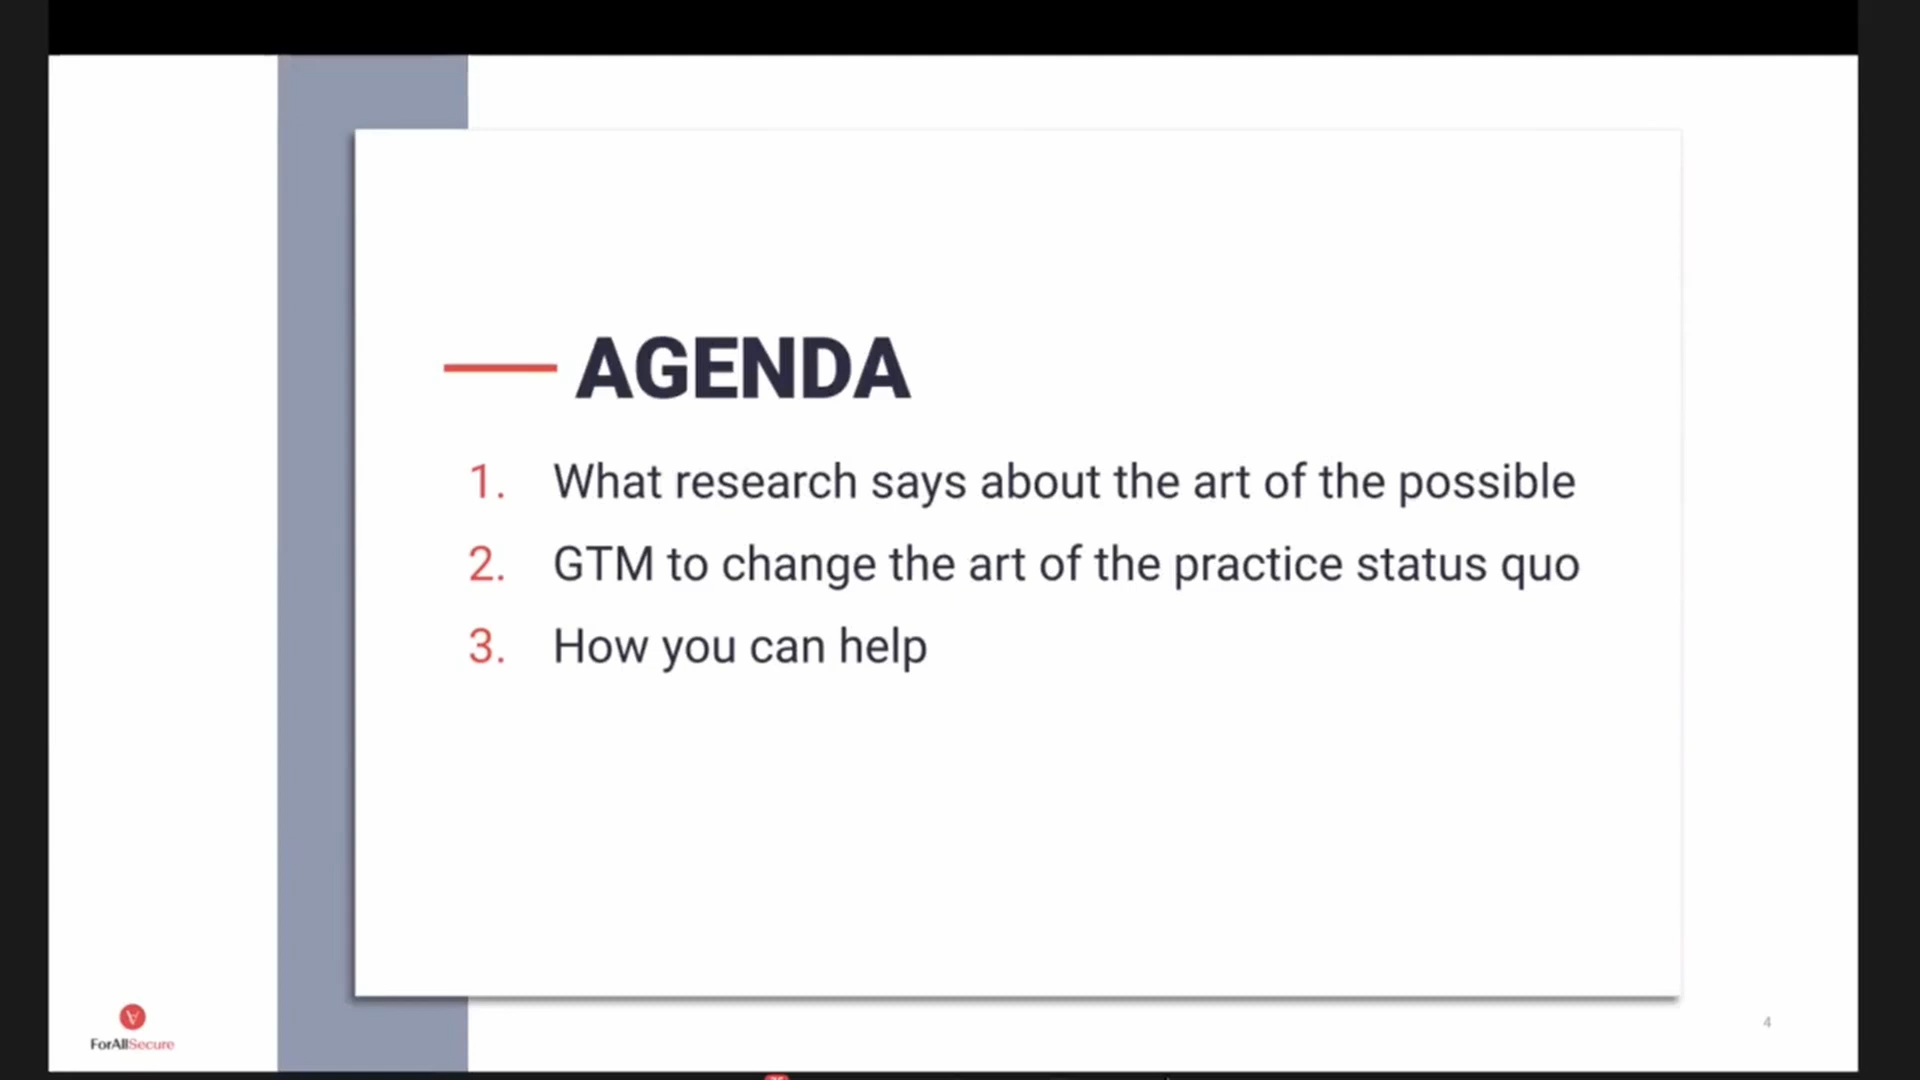 AGENDA
1. What research says about the art of the possible
2. GTM to change the art of the practice status quo
3. How you can help
ForAllSecure
4